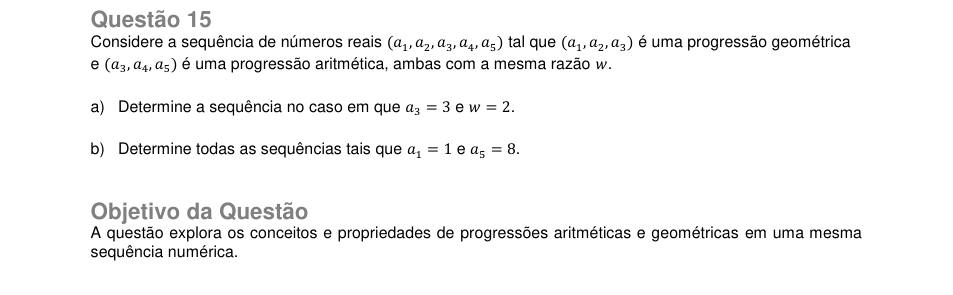 Questão 15
Considere a sequência de números reais (a₁, a₂, a₃, a₄, a₅) tal que (a₁, a₂, a₃) é uma progressão geométrica
e (a₃, a₄, a₅) é uma progressão aritmética, ambas com a mesma razão w.
a) Determine a sequência no caso em que a₃ = 3 e w = 2.
b) Determine todas as sequências tais que a₁ = 1 e a₅ = 8.
Objetivo da Questão
A questão explora os conceitos e propriedades de progressões aritméticas e geométricas em uma mesma
sequência numérica.